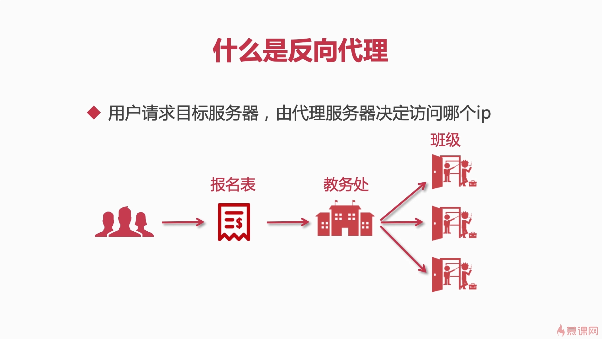 什么是反向代理
用户请求目标服务器，由代理服务器决定访问哪个ip
班级
报名表
教务处
慕课网